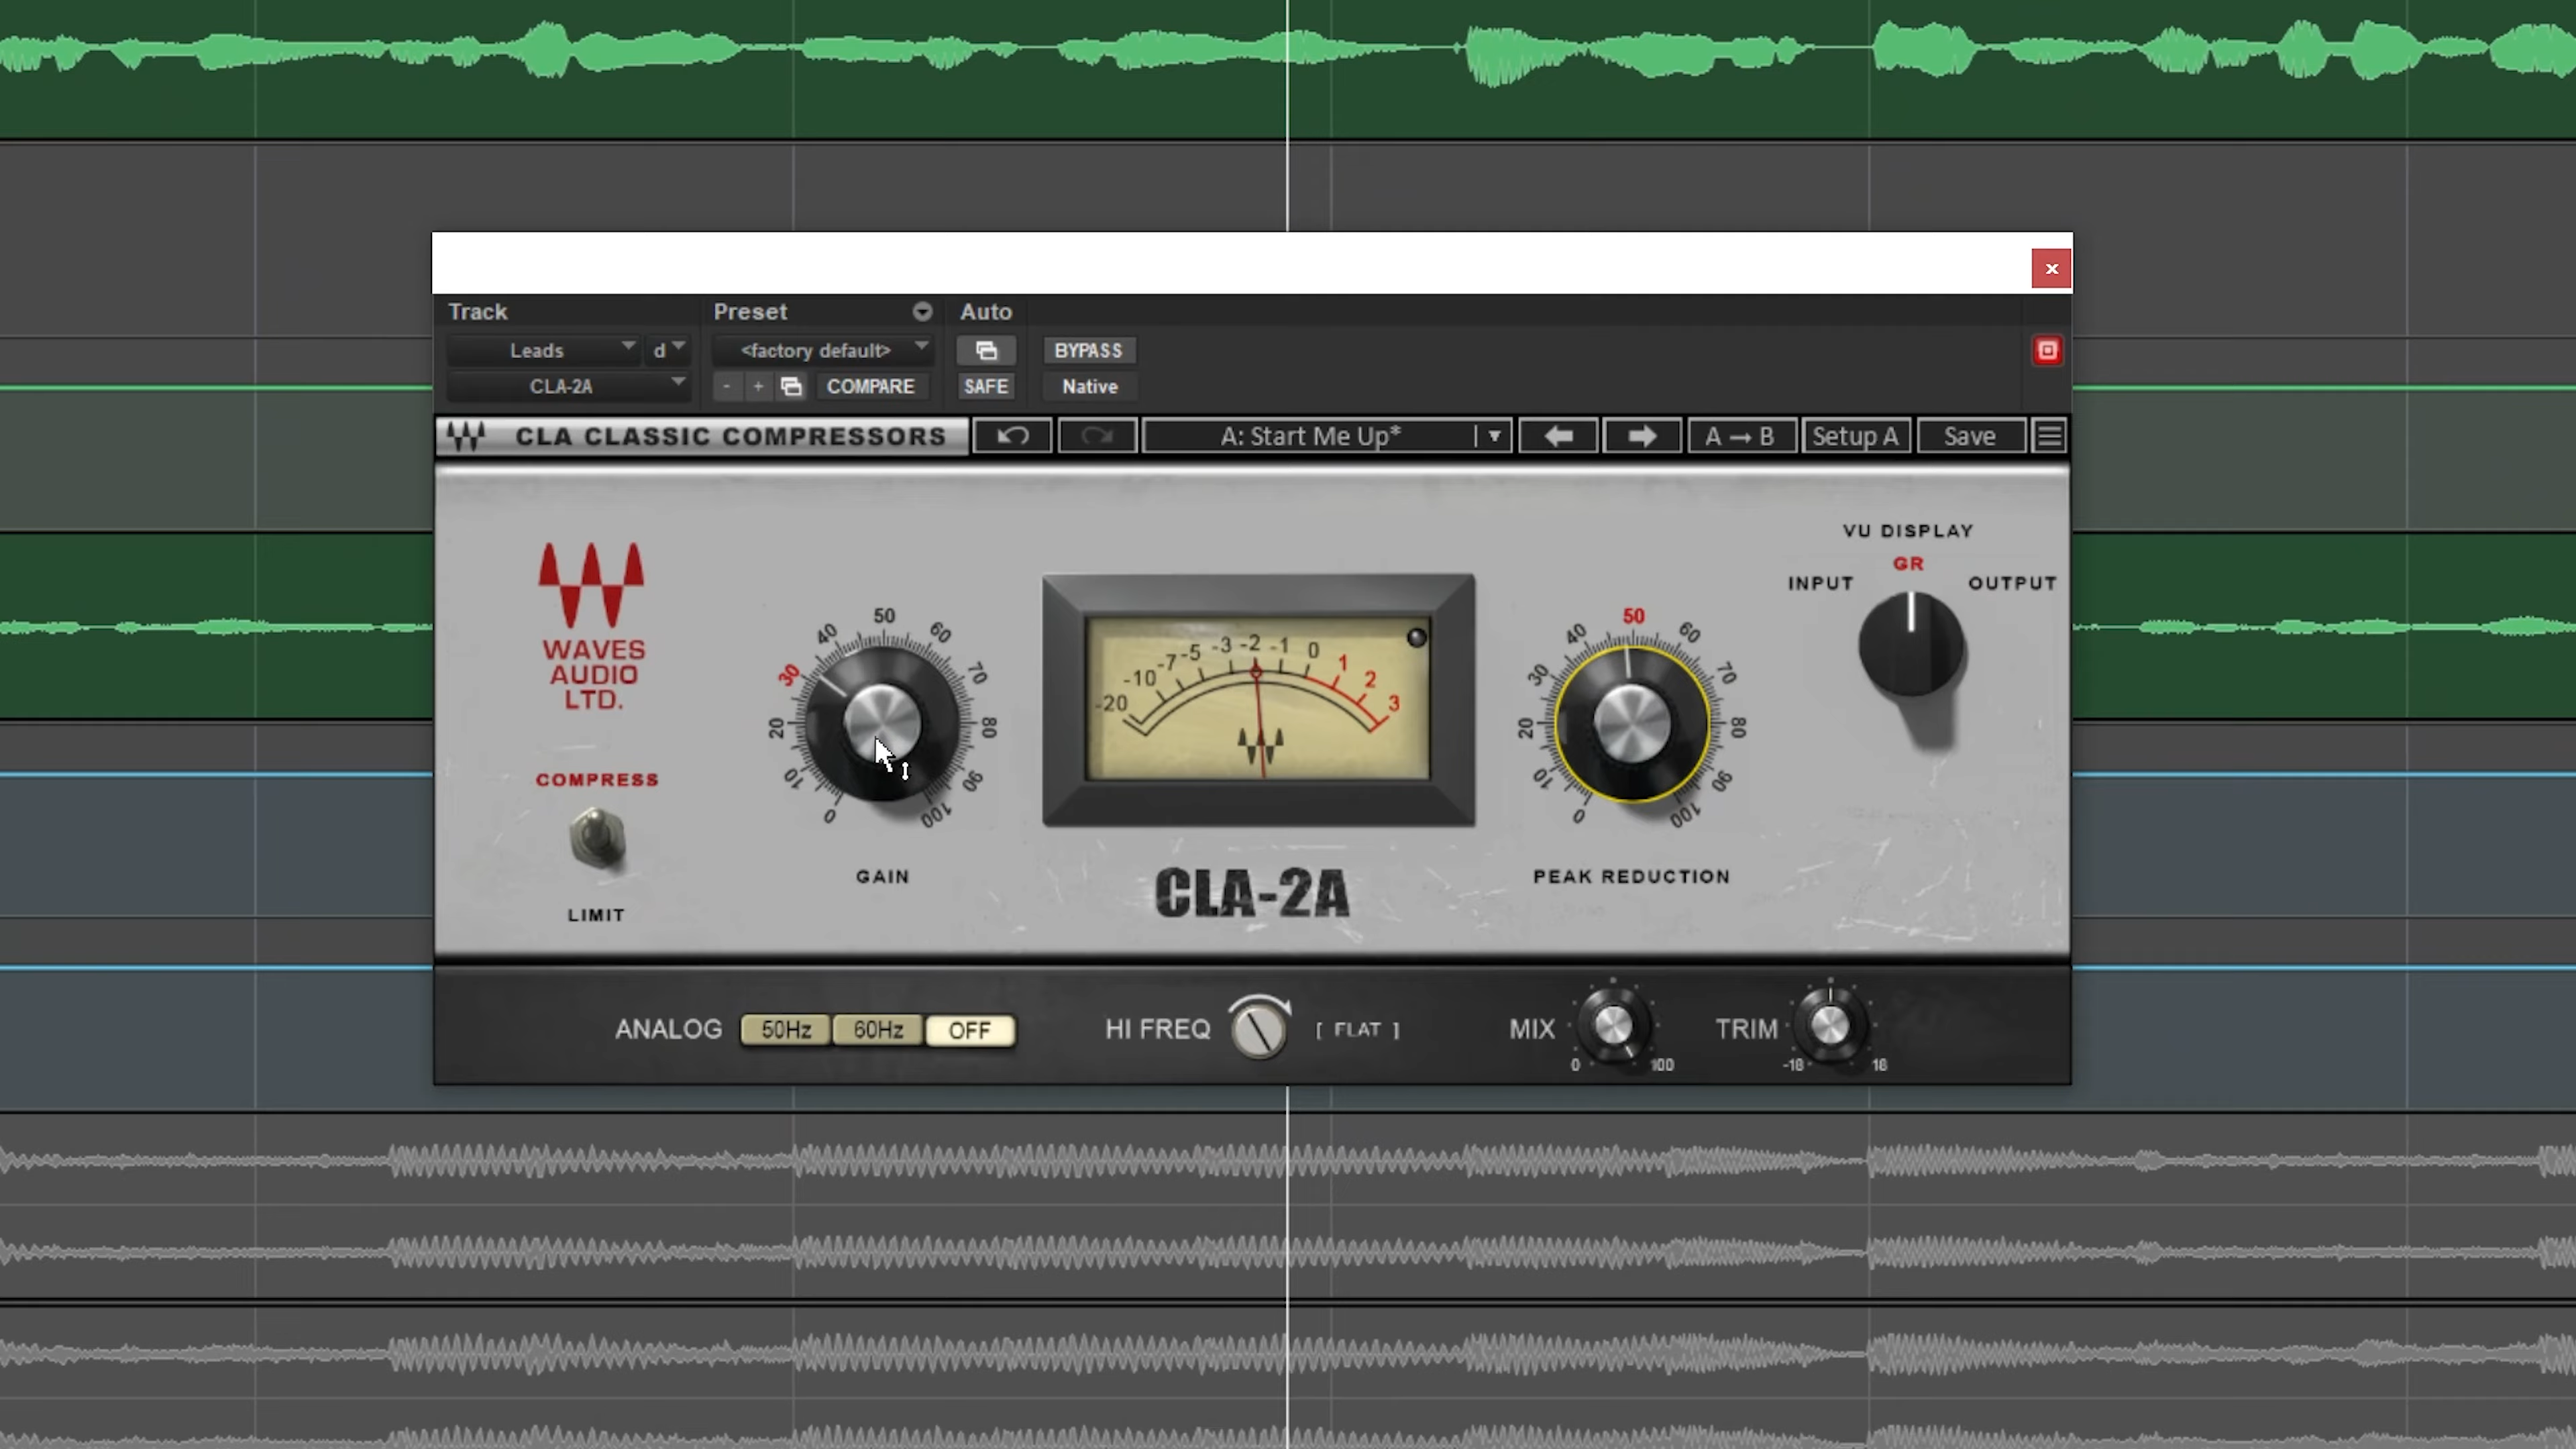 Track Preset Auto
Leads d <factory default> BYPASS
CLA-2A - + COMPARE SAFE Native
CLA CLASSIC COMPRESSORS A: Start Me Up* A → B Setup A Save
VU DISPLAY
GR
INPUT OUTPUT
WAVES
AUDIO
LTD.
COMPRESS
LIMIT
0 10 20 30 40 50 60 70 80 90 100
GAIN
-20 -10 -7 -5 -3 -2 -1 0 1 2 3
CLA-2A
0 10 20 30 40 50 60 70 80 90 100
PEAK REDUCTION
ANALOG 50Hz 60Hz OFF HI FREQ [ FLAT ] MIX 0 100 TRIM -18 18